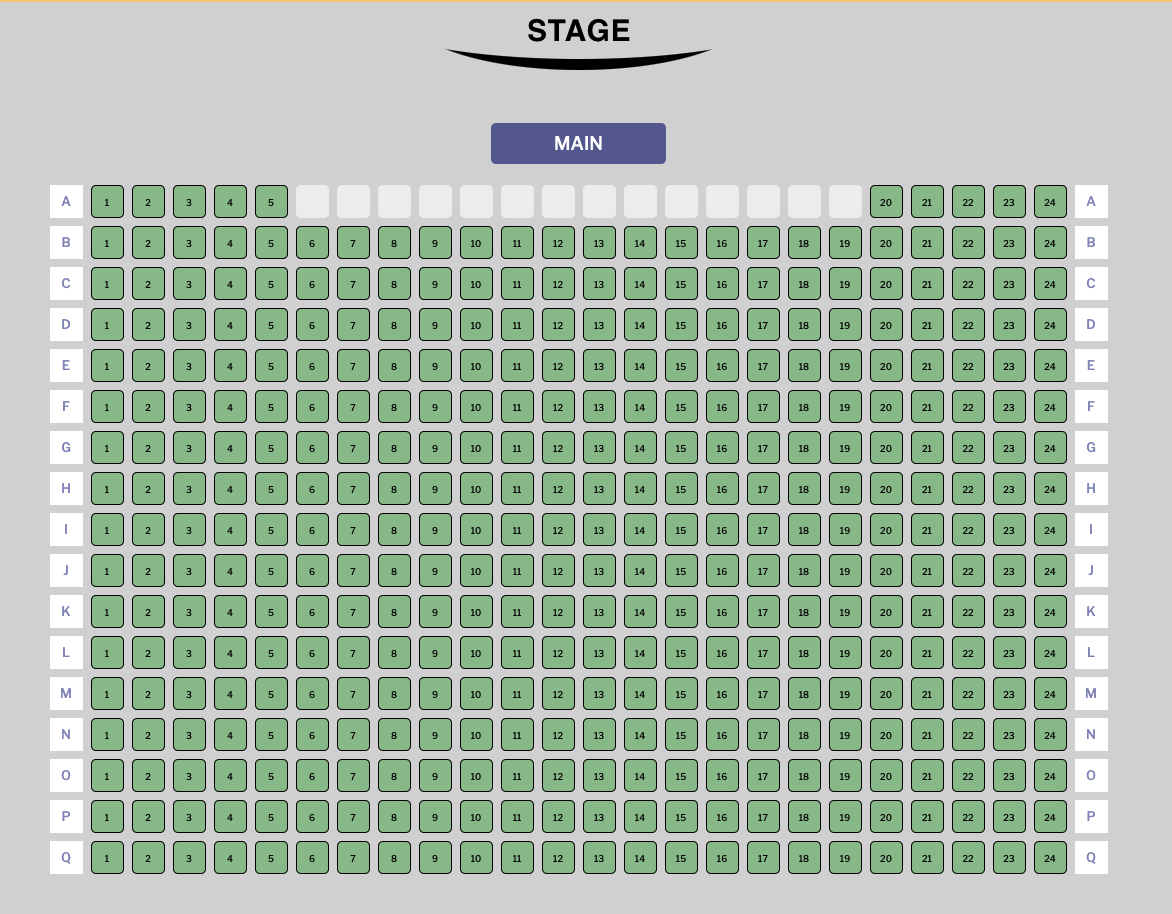 STAGE
MAIN
A 1 2 3 4 5 20 21 22 23 24 A
B 1 2 3 4 5 6 7 8 9 10 11 12 13 14 15 16 17 18 19 20 21 22 23 24 B
C 1 2 3 4 5 6 7 8 9 10 11 12 13 14 15 16 17 18 19 20 21 22 23 24 C
D 1 2 3 4 5 6 7 8 9 10 11 12 13 14 15 16 17 18 19 20 21 22 23 24 D
E 1 2 3 4 5 6 7 8 9 10 11 12 13 14 15 16 17 18 19 20 21 22 23 24 E
F 1 2 3 4 5 6 7 8 9 10 11 12 13 14 15 16 17 18 19 20 21 22 23 24 F
G 1 2 3 4 5 6 7 8 9 10 11 12 13 14 15 16 17 18 19 20 21 22 23 24 G
H 1 2 3 4 5 6 7 8 9 10 11 12 13 14 15 16 17 18 19 20 21 22 23 24 H
I 1 2 3 4 5 6 7 8 9 10 11 12 13 14 15 16 17 18 19 20 21 22 23 24 I
J 1 2 3 4 5 6 7 8 9 10 11 12 13 14 15 16 17 18 19 20 21 22 23 24 J
K 1 2 3 4 5 6 7 8 9 10 11 12 13 14 15 16 17 18 19 20 21 22 23 24 K
L 1 2 3 4 5 6 7 8 9 10 11 12 13 14 15 16 17 18 19 20 21 22 23 24 L
M 1 2 3 4 5 6 7 8 9 10 11 12 13 14 15 16 17 18 19 20 21 22 23 24 M
N 1 2 3 4 5 6 7 8 9 10 11 12 13 14 15 16 17 18 19 20 21 22 23 24 N
O 1 2 3 4 5 6 7 8 9 10 11 12 13 14 15 16 17 18 19 20 21 22 23 24 O
P 1 2 3 4 5 6 7 8 9 10 11 12 13 14 15 16 17 18 19 20 21 22 23 24 P
Q 1 2 3 4 5 6 7 8 9 10 11 12 13 14 15 16 17 18 19 20 21 22 23 24 Q